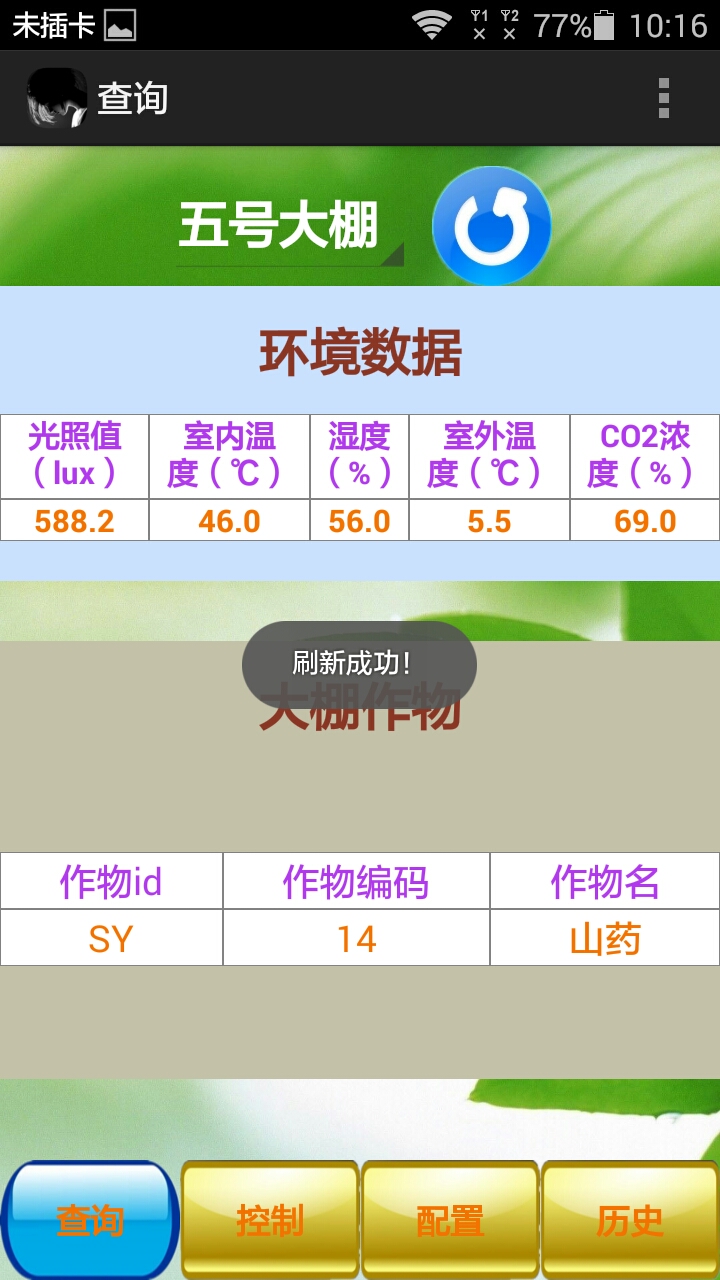 未插卡 1 2 77% 10:16
查询
五号大棚
环境数据
光照值 室内温 湿度 室外温 CO2浓
（lux） 度（℃） （%） 度（℃） 度（%）
588.2 46.0 56.0 5.5 69.0
刷新成功！
大棚作物
作物id 作物编码 作物名
SY 14 山药
查询 控制 配置 历史